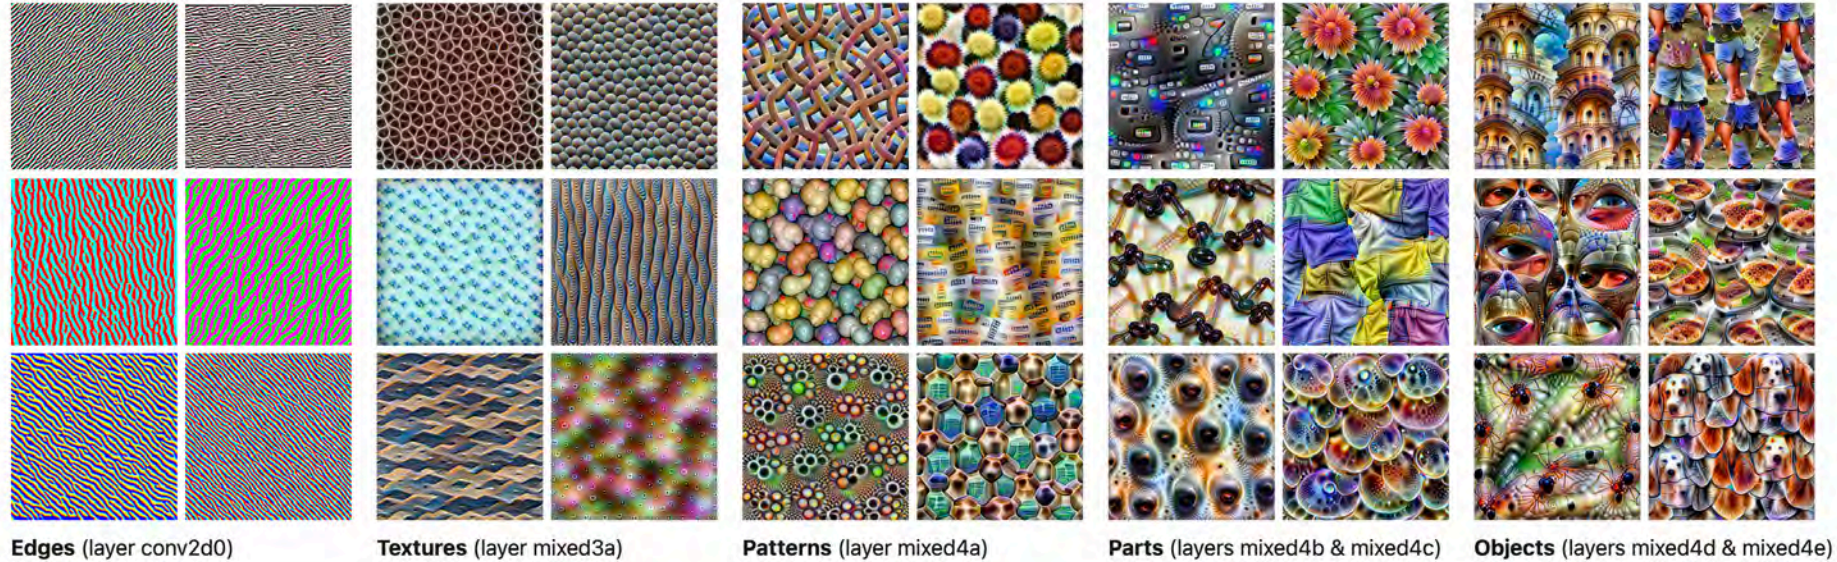 Edges (layer conv2d0)
Textures (layer mixed3a)
Patterns (layer mixed4a)
Parts (layers mixed4b & mixed4c)
Objects (layers mixed4d & mixed4e)